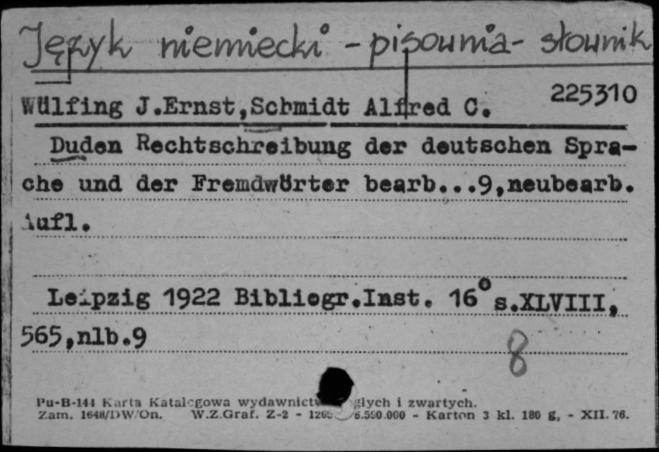 Język niemiecki - pisownia - słownik
225310
Wülfing J.Ernst,Schmidt Alfred C.
Duden Rechtschreibung der deutschen Spra-
che und der Fremdwörter bearb...9,neubearb.
Aufl.
Leipzig 1922 Bibliogr.Inst. 16° s.XLVIII,
565,nlb.9
8
Pu-B-144 Karta Katalogowa wydawnictw i zwartych.
Zam. 1648/DW/On. W.Z.Graf. Z-2 - 6.550.000 - Karton 3 kl. 180 g, - XII. 76.